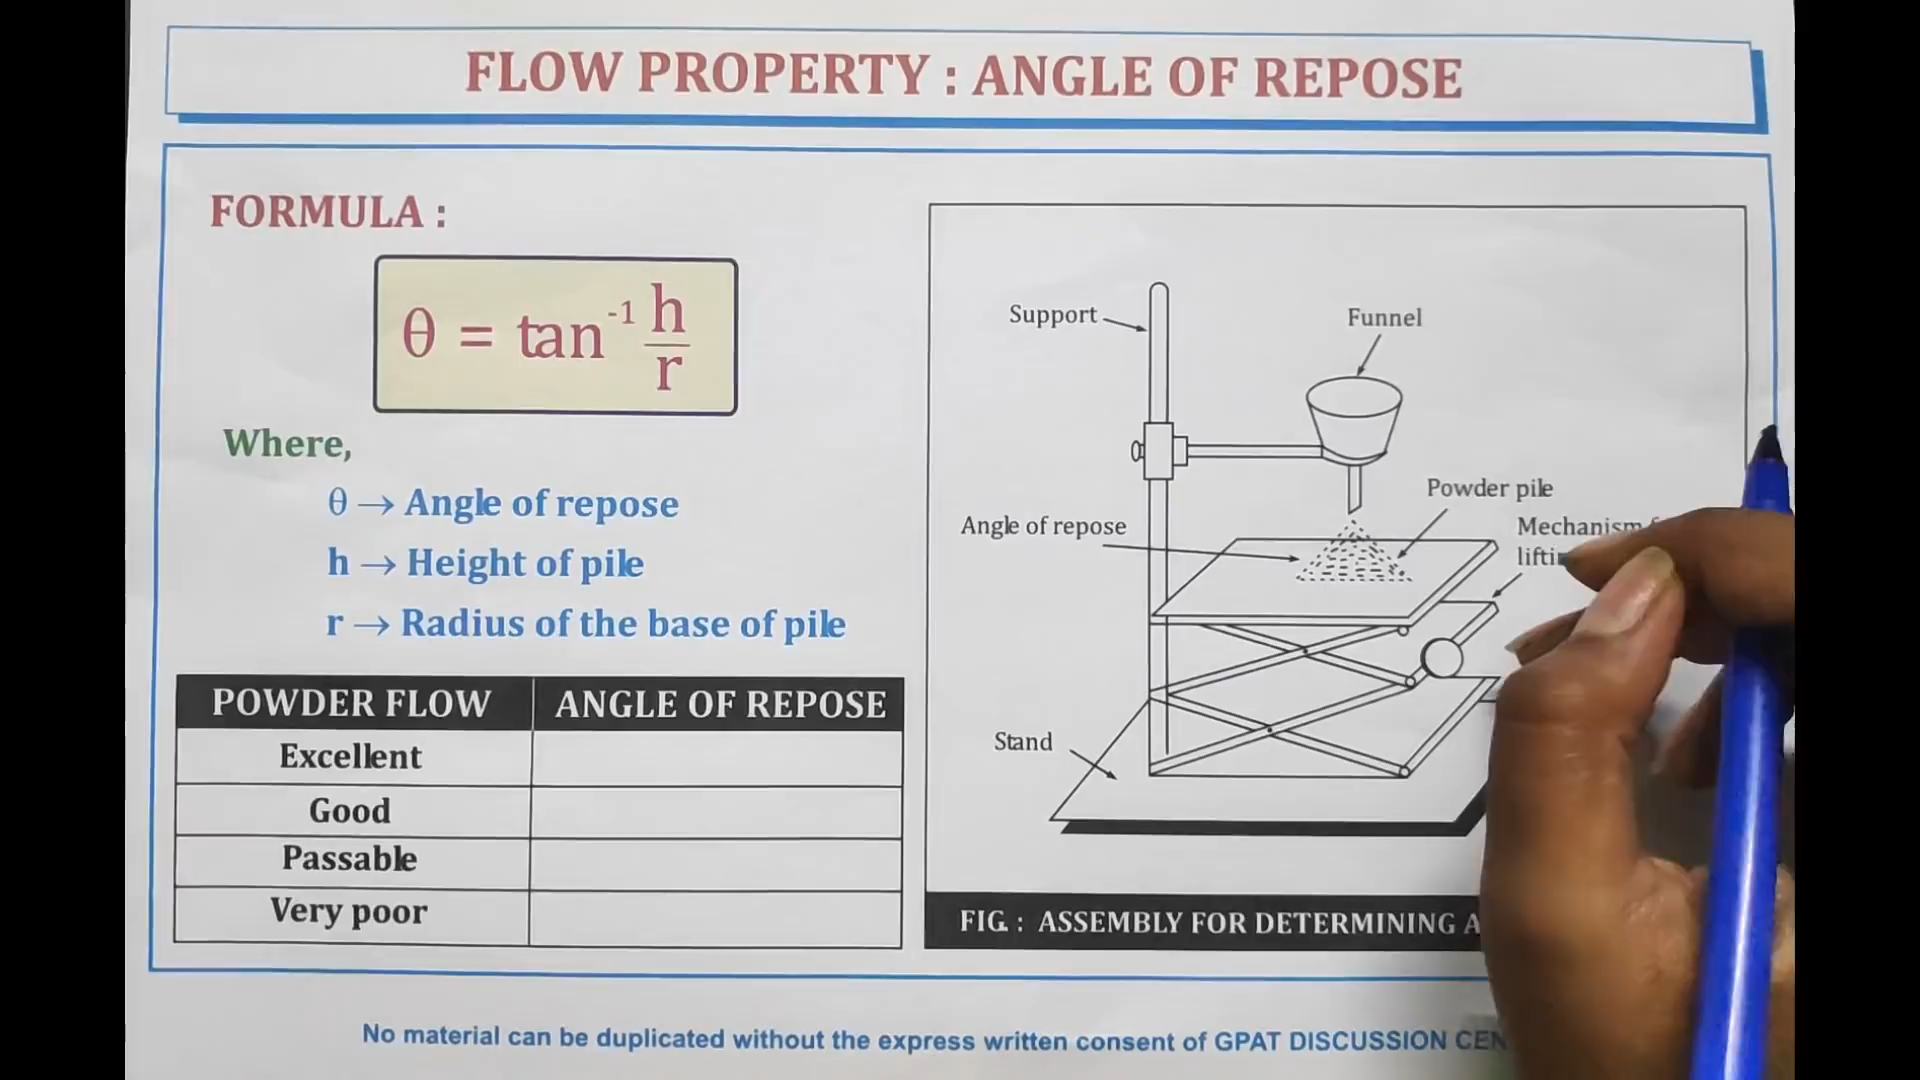 FLOW PROPERTY : ANGLE OF REPOSE
FORMULA :
θ = tan⁻¹ h/r
Where,
θ → Angle of repose
h → Height of pile
r → Radius of the base of pile
POWDER FLOW ANGLE OF REPOSE
Excellent
Good
Passable
Very poor
Support
Funnel
Powder pile
Angle of repose
Mechanism
Stand
FIG. : ASSEMBLY FOR DETERMINING
No material can be duplicated without the express written consent of GPAT DISCUSSION